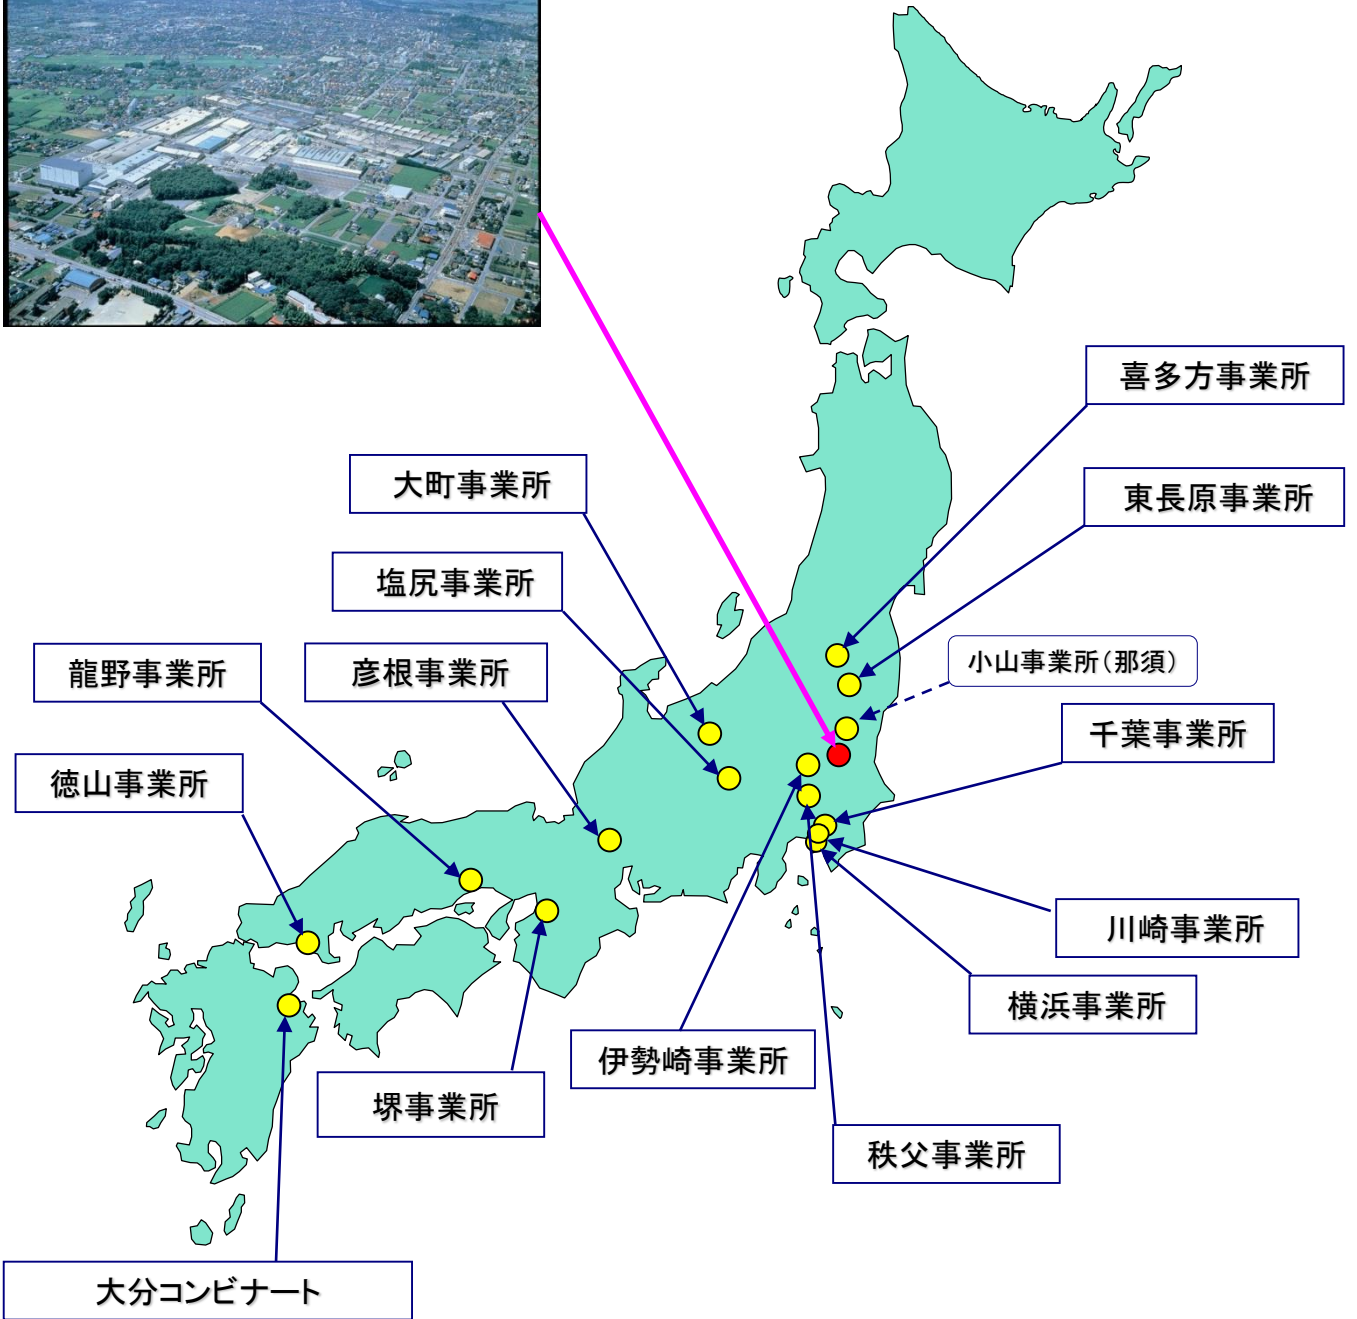 喜多方事業所
大町事業所
東長原事業所
塩尻事業所
小山事業所(那須)
龍野事業所
彦根事業所
千葉事業所
徳山事業所
川崎事業所
横浜事業所
伊勢崎事業所
堺事業所
秩父事業所
大分コンビナート